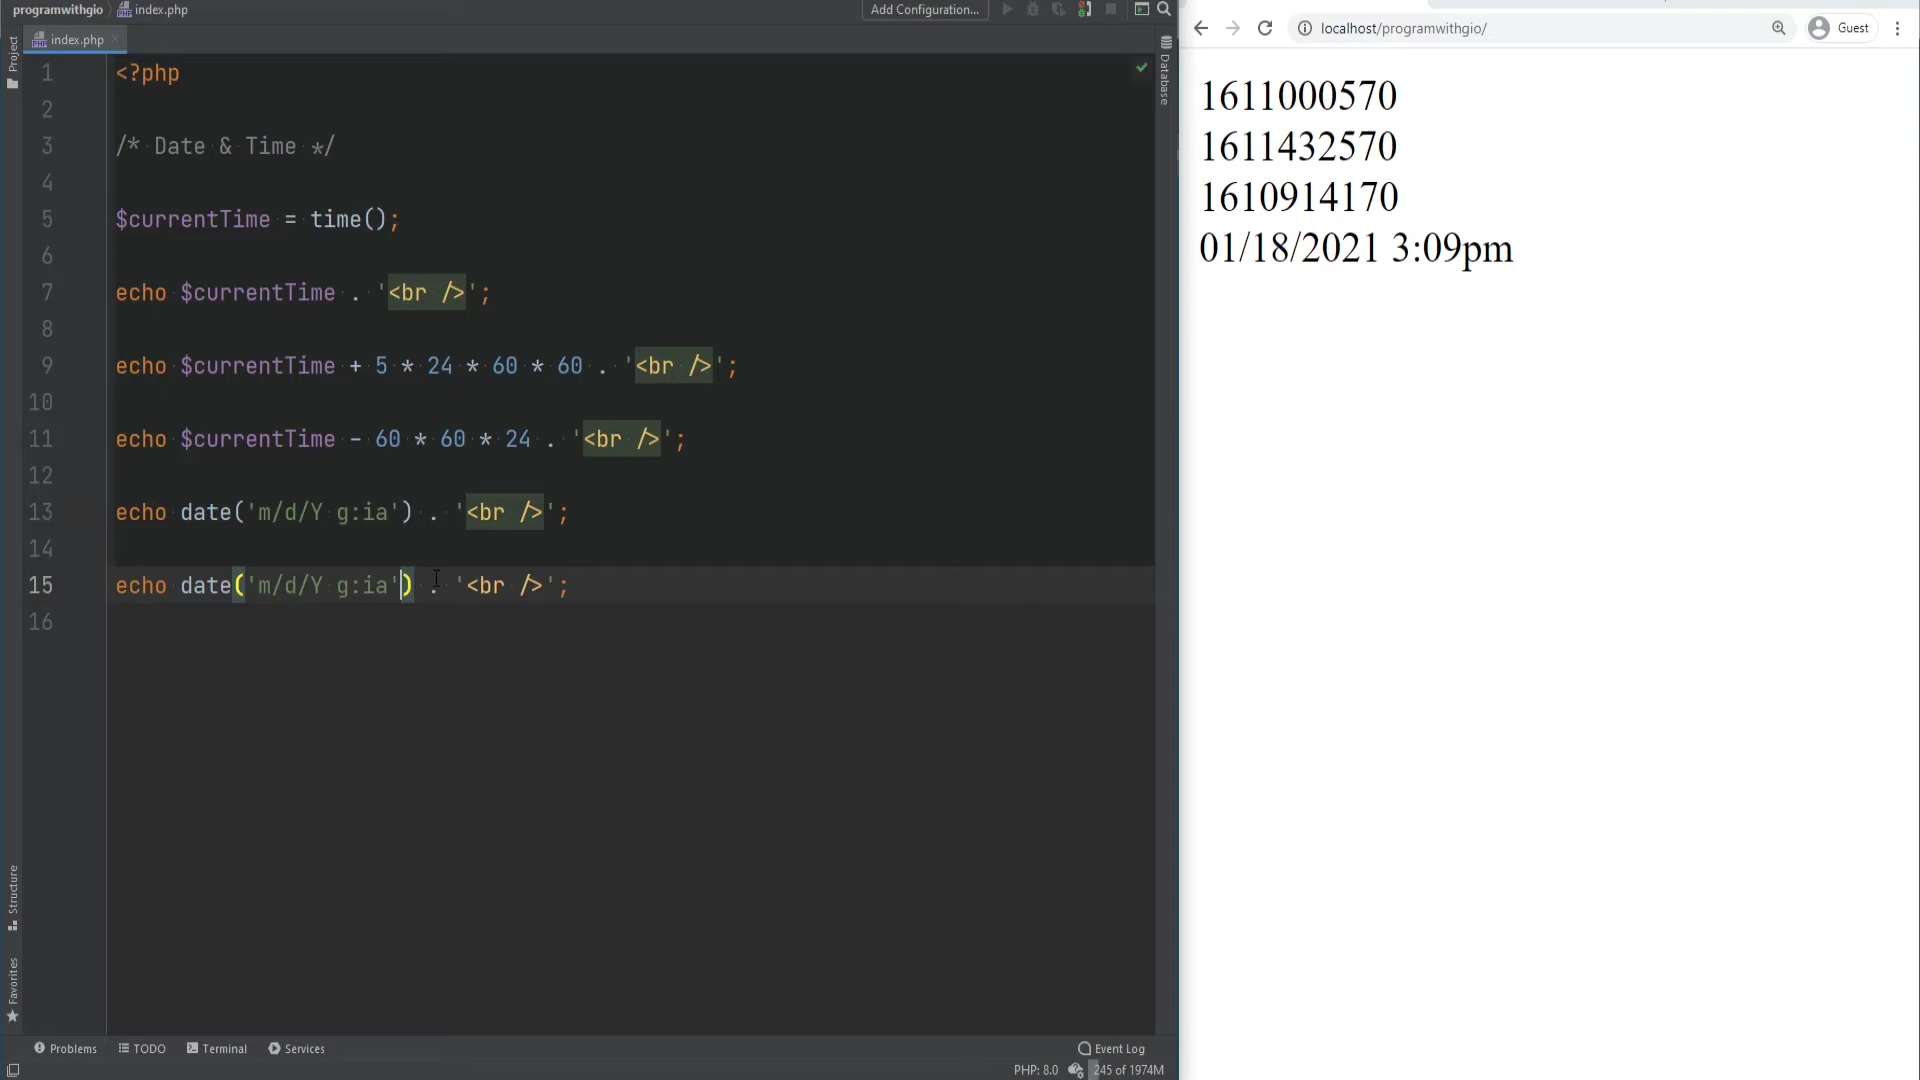 programwithgio
index.php
Add Configuration...
index.php
Project
Database
1 <?php
2
3 /* Date & Time */
4
5 $currentTime = time();
6
7 echo $currentTime . '<br />';
8
9 echo $currentTime + 5 * 24 * 60 * 60 . '<br />';
10
11 echo $currentTime - 60 * 60 * 24 . '<br />';
12
13 echo date('m/d/Y g:ia') . '<br />';
14
15 echo date('m/d/Y g:ia') . '<br />';
16
Structure
Favorites
Problems
TODO
Terminal
Services
Event Log
PHP: 8.0
245 of 1974M
localhost/programwithgio/
Guest
1611000570
1611432570
1610914170
01/18/2021 3:09pm